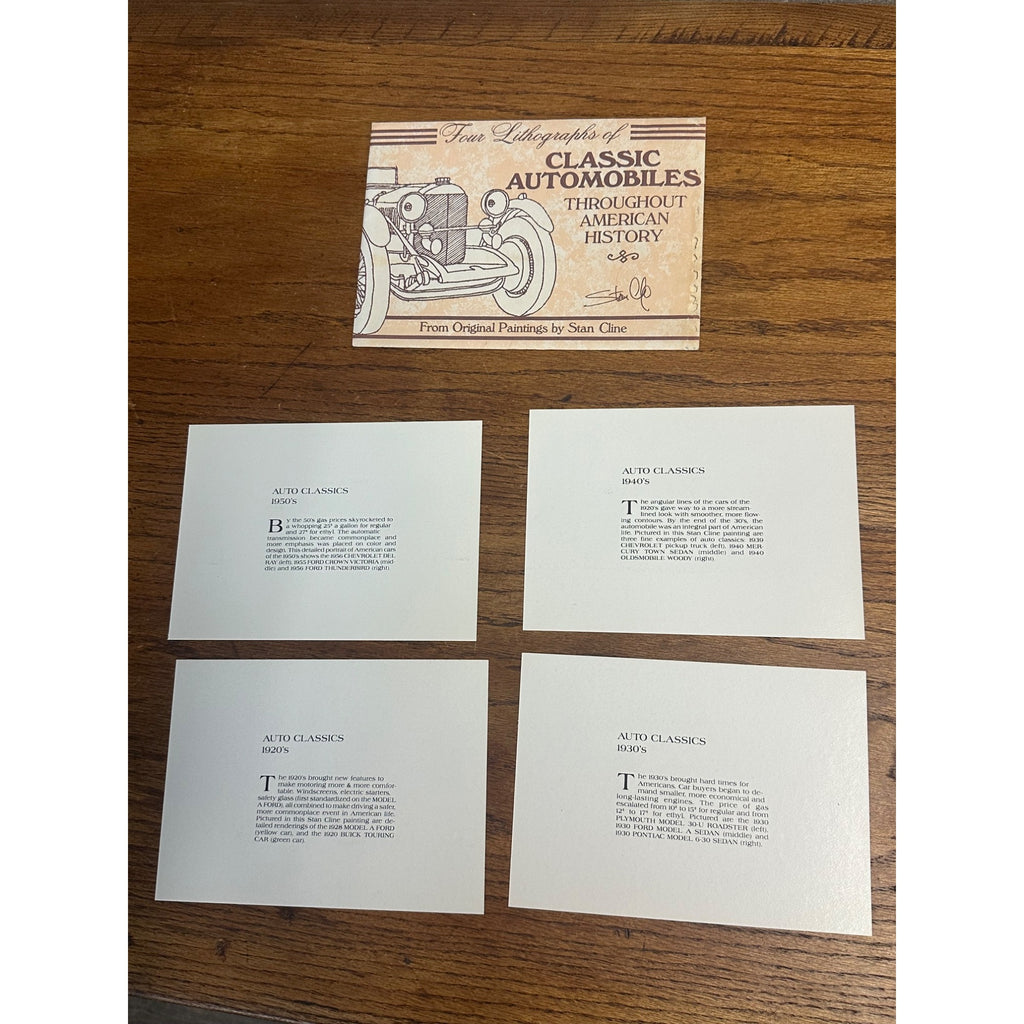 Four Lithographs of
CLASSIC
AUTOMOBILES
THROUGHOUT
AMERICAN
HISTORY
Stan Cline
From Original Paintings by Stan Cline
AUTO CLASSICS
1950's
By the 50's gas prices skyrocketed to
a whopping 25¢ a gallon for regular
and 27¢ for ethyl. The automatic
transmission became commonplace and
more emphasis was placed on color and
design. This detailed portrait of American cars
of the 1950's shows the 1956 CHEVROLET DEL
RAY (left), 1955 FORD CROWN VICTORIA (mid-
dle) and 1956 FORD THUNDERBIRD (right).
AUTO CLASSICS
1940's
The angular lines of the cars of the
1920's gave way to a more stream-
lined look with smoother, more flow-
ing contours. By the end of the 30's, the
automobile was an integral part of American
life. Pictured in this Stan Cline painting are
three fine examples of auto classics: 1939
CHEVROLET pickup truck (left), 1940 MER-
CURY TOWN SEDAN (middle) and 1940
OLDSMOBILE WOODY (right).
AUTO CLASSICS
1920's
The 1920's brought new features to
make motoring more & more comfor-
table. Windscreens, electric starters,
safety glass (first standardized on the MODEL
A FORD), all combined to make driving a safer,
more commonplace event in American life.
Pictured in this Stan Cline painting are de-
tailed renderings of the 1928 MODEL A FORD
(yellow car), and the 1920 BUICK TOURING
CAR (green car).
AUTO CLASSICS
1930's
The 1930's brought hard times for
Americans. Car buyers began to de-
mand smaller, more economical and
long-lasting engines. The price of gas
escalated from 10¢ to 15¢ for regular and from
12¢ to 17¢ for ethyl. Pictured are the 1930
PLYMOUTH MODEL 30-U ROADSTER (left),
1930 FORD MODEL A SEDAN (middle) and
1930 PONTIAC MODEL 6-30 SEDAN (right).